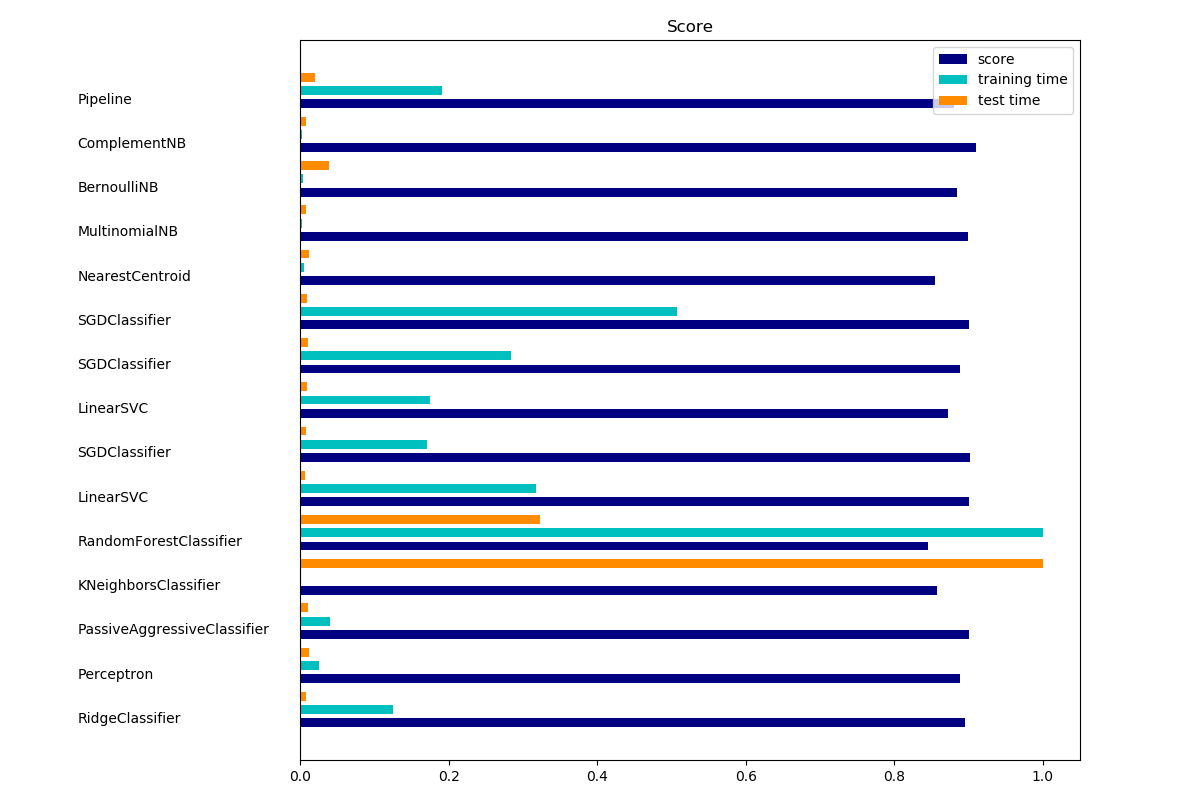 Score
score
training time
test time
Pipeline
ComplementNB
BernoulliNB
MultinomialNB
NearestCentroid
SGDClassifier
SGDClassifier
LinearSVC
SGDClassifier
LinearSVC
RandomForestClassifier
KNeighborsClassifier
PassiveAggressiveClassifier
Perceptron
RidgeClassifier
0.0 0.2 0.4 0.6 0.8 1.0